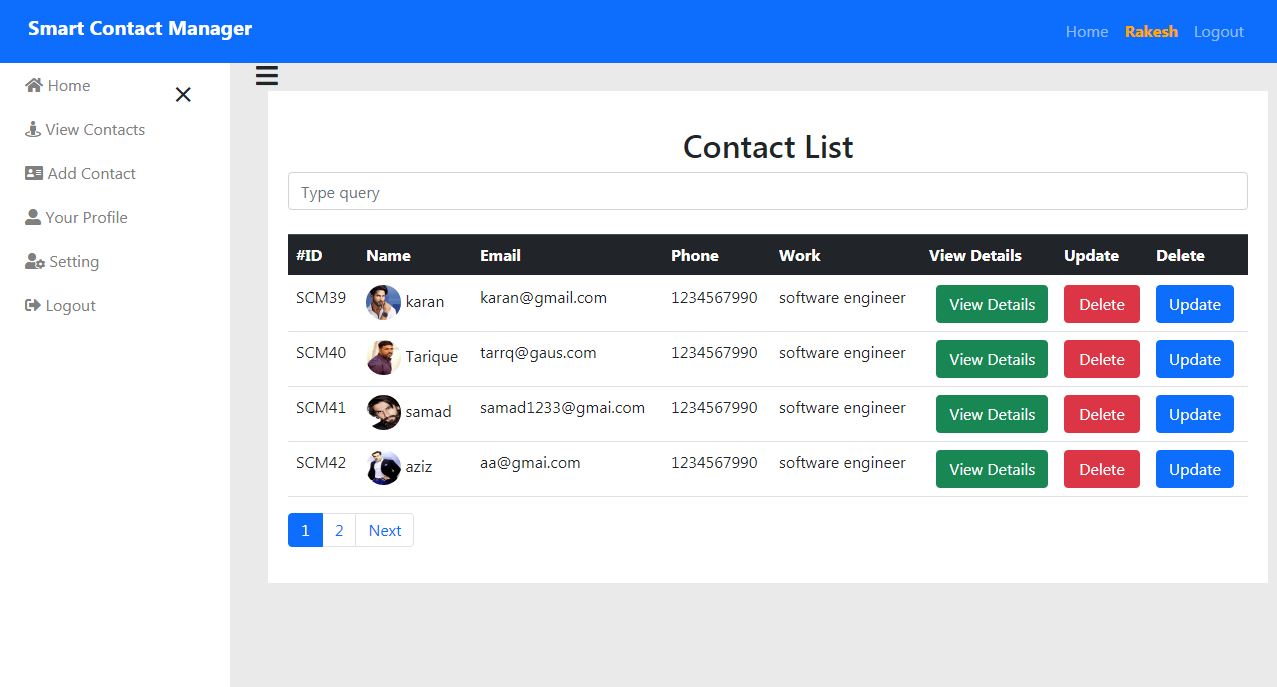 Smart Contact Manager
Home Rakesh Logout
Home
View Contacts
Add Contact
Your Profile
Setting
Logout
Contact List
Type query
#ID Name Email Phone Work View Details Update Delete
SCM39 karan karan@gmail.com 1234567990 software engineer View Details Delete Update
SCM40 Tarique tarrq@gaus.com 1234567990 software engineer View Details Delete Update
SCM41 samad samad1233@gmai.com 1234567990 software engineer View Details Delete Update
SCM42 aziz aa@gmai.com 1234567990 software engineer View Details Delete Update
1 2 Next